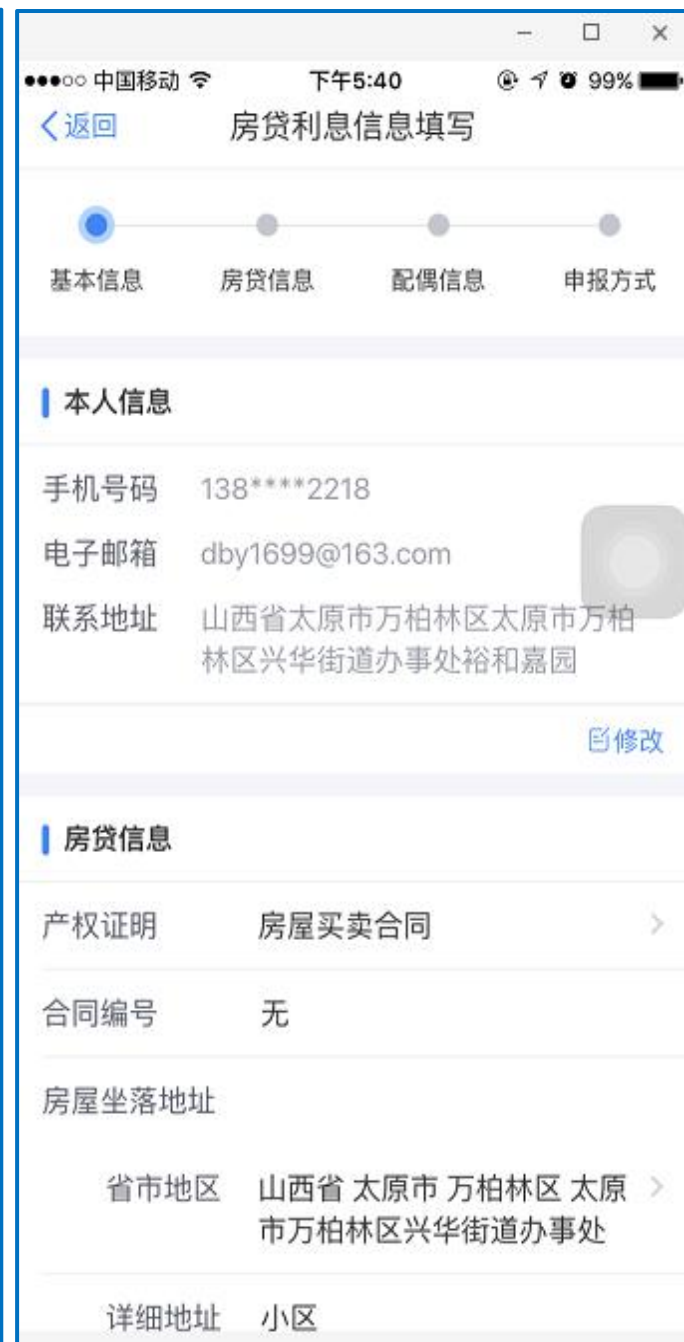 中国移动 下午5:40 99%
返回 房贷利息信息填写
基本信息 房贷信息 配偶信息 申报方式
本人信息
手机号码 138****2218
电子邮箱 dby1699@163.com
联系地址 山西省太原市万柏林区太原市万柏
林区兴华街道办事处裕和嘉园
修改
房贷信息
产权证明 房屋买卖合同
合同编号 无
房屋坐落地址
省市地区 山西省 太原市 万柏林区 太原
市万柏林区兴华街道办事处
详细地址 小区